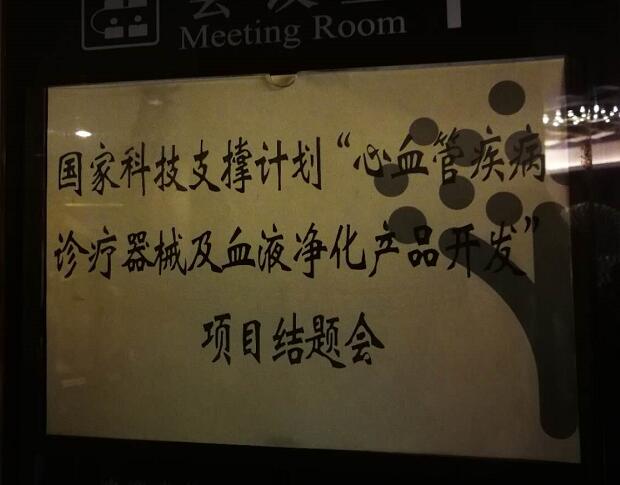 Meeting Room
国家科技支撑计划“心血管疾病
诊疗器械及血液净化产品开发”
项目结题会